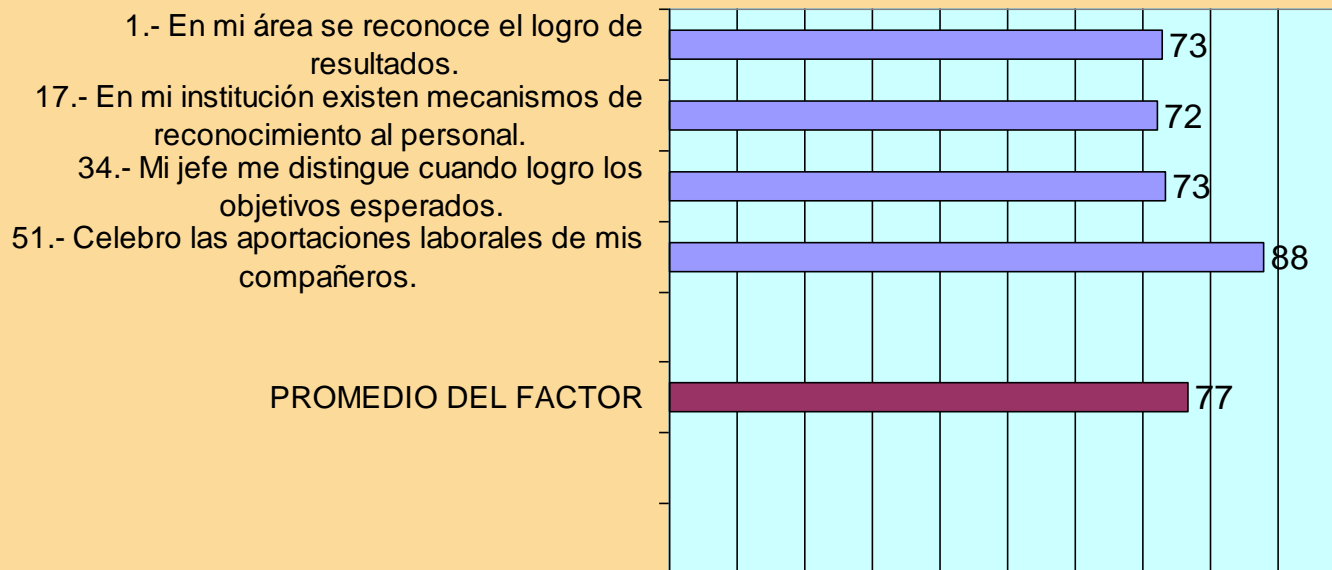 1.- En mi área se reconoce el logro de
resultados.
73
17.- En mi institución existen mecanismos de
reconocimiento al personal.
72
34.- Mi jefe me distingue cuando logro los
objetivos esperados.
73
51.- Celebro las aportaciones laborales de mis
compañeros.
88
PROMEDIO DEL FACTOR
77